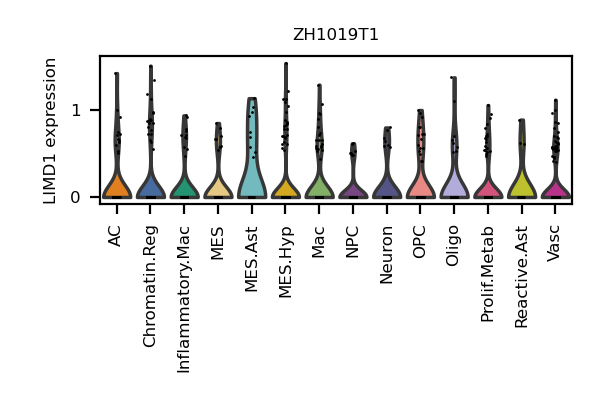 ZH1019T1
LIMD1 expression
1
0
AC
Chromatin.Reg
Inflammatory.Mac
MES
MES.Ast
MES.Hyp
Mac
NPC
Neuron
OPC
Oligo
Prolif.Metab
Reactive.Ast
Vasc